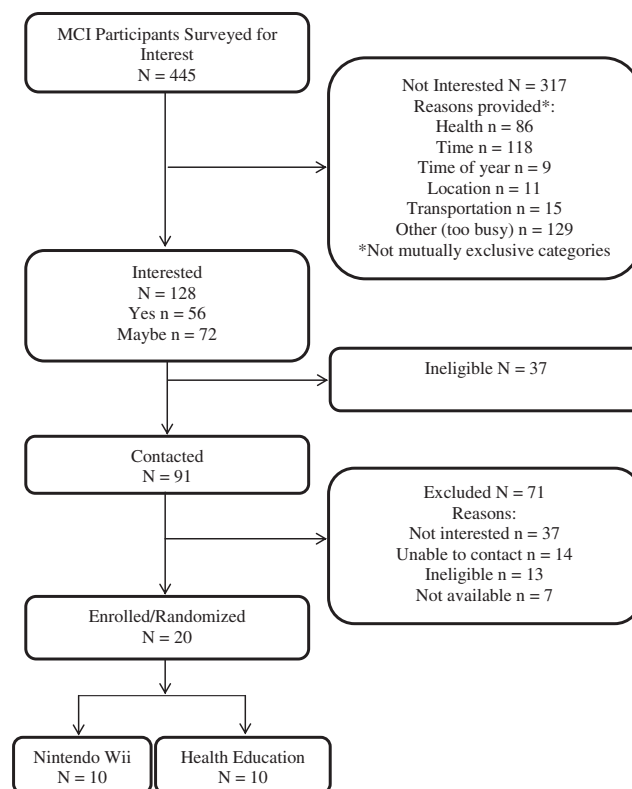 MCI Participants Surveyed for
Interest
N = 445
Not Interested N = 317
Reasons provided*:
Health n = 86
Time n = 118
Time of year n = 9
Location n = 11
Transportation n = 15
Other (too busy) n = 129
*Not mutually exclusive categories
Interested
N = 128
Yes n = 56
Maybe n = 72
Ineligible N = 37
Contacted
N = 91
Excluded N = 71
Reasons:
Not interested n = 37
Unable to contact n = 14
Ineligible n = 13
Not available n = 7
Enrolled/Randomized
N = 20
Nintendo Wii
N = 10
Health Education
N = 10